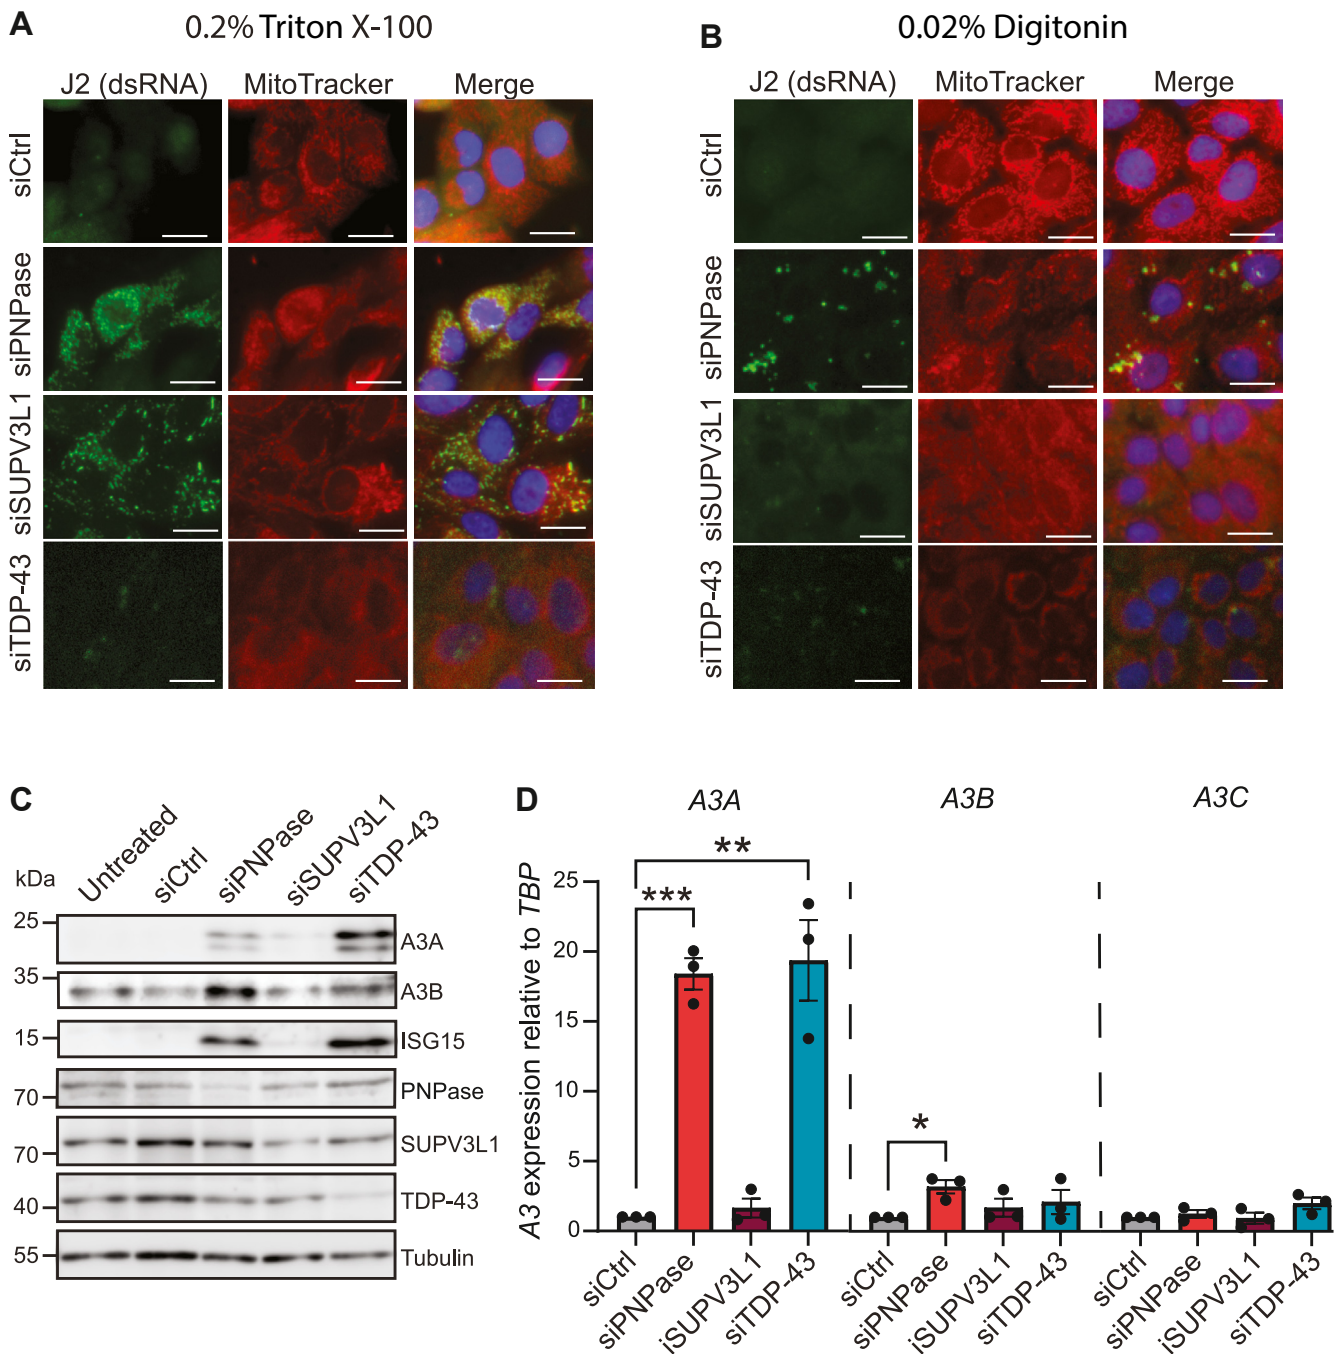 A
0.2% Triton X-100
J2 (dsRNA) MitoTracker Merge
siCtrl
siPNPase
siSUPV3L1
siTDP-43
B
0.02% Digitonin
J2 (dsRNA) MitoTracker Merge
siCtrl
siPNPase
siSUPV3L1
siTDP-43
C
kDa Untreated siCtrl siPNPase siSUPV3L1 siTDP-43
25 A3A
35 A3B
15 ISG15
70 PNPase
70 SUPV3L1
40 TDP-43
55 Tubulin
D
A3A A3B A3C
A3 expression relative to TBP
25
20
15
10
5
0
***
**
*
siCtrl siPNPase iSUPV3L1 siTDP-43
siCtrl siPNPase iSUPV3L1 siTDP-43
siCtrl siPNPase siSUPV3L1 siTDP-43